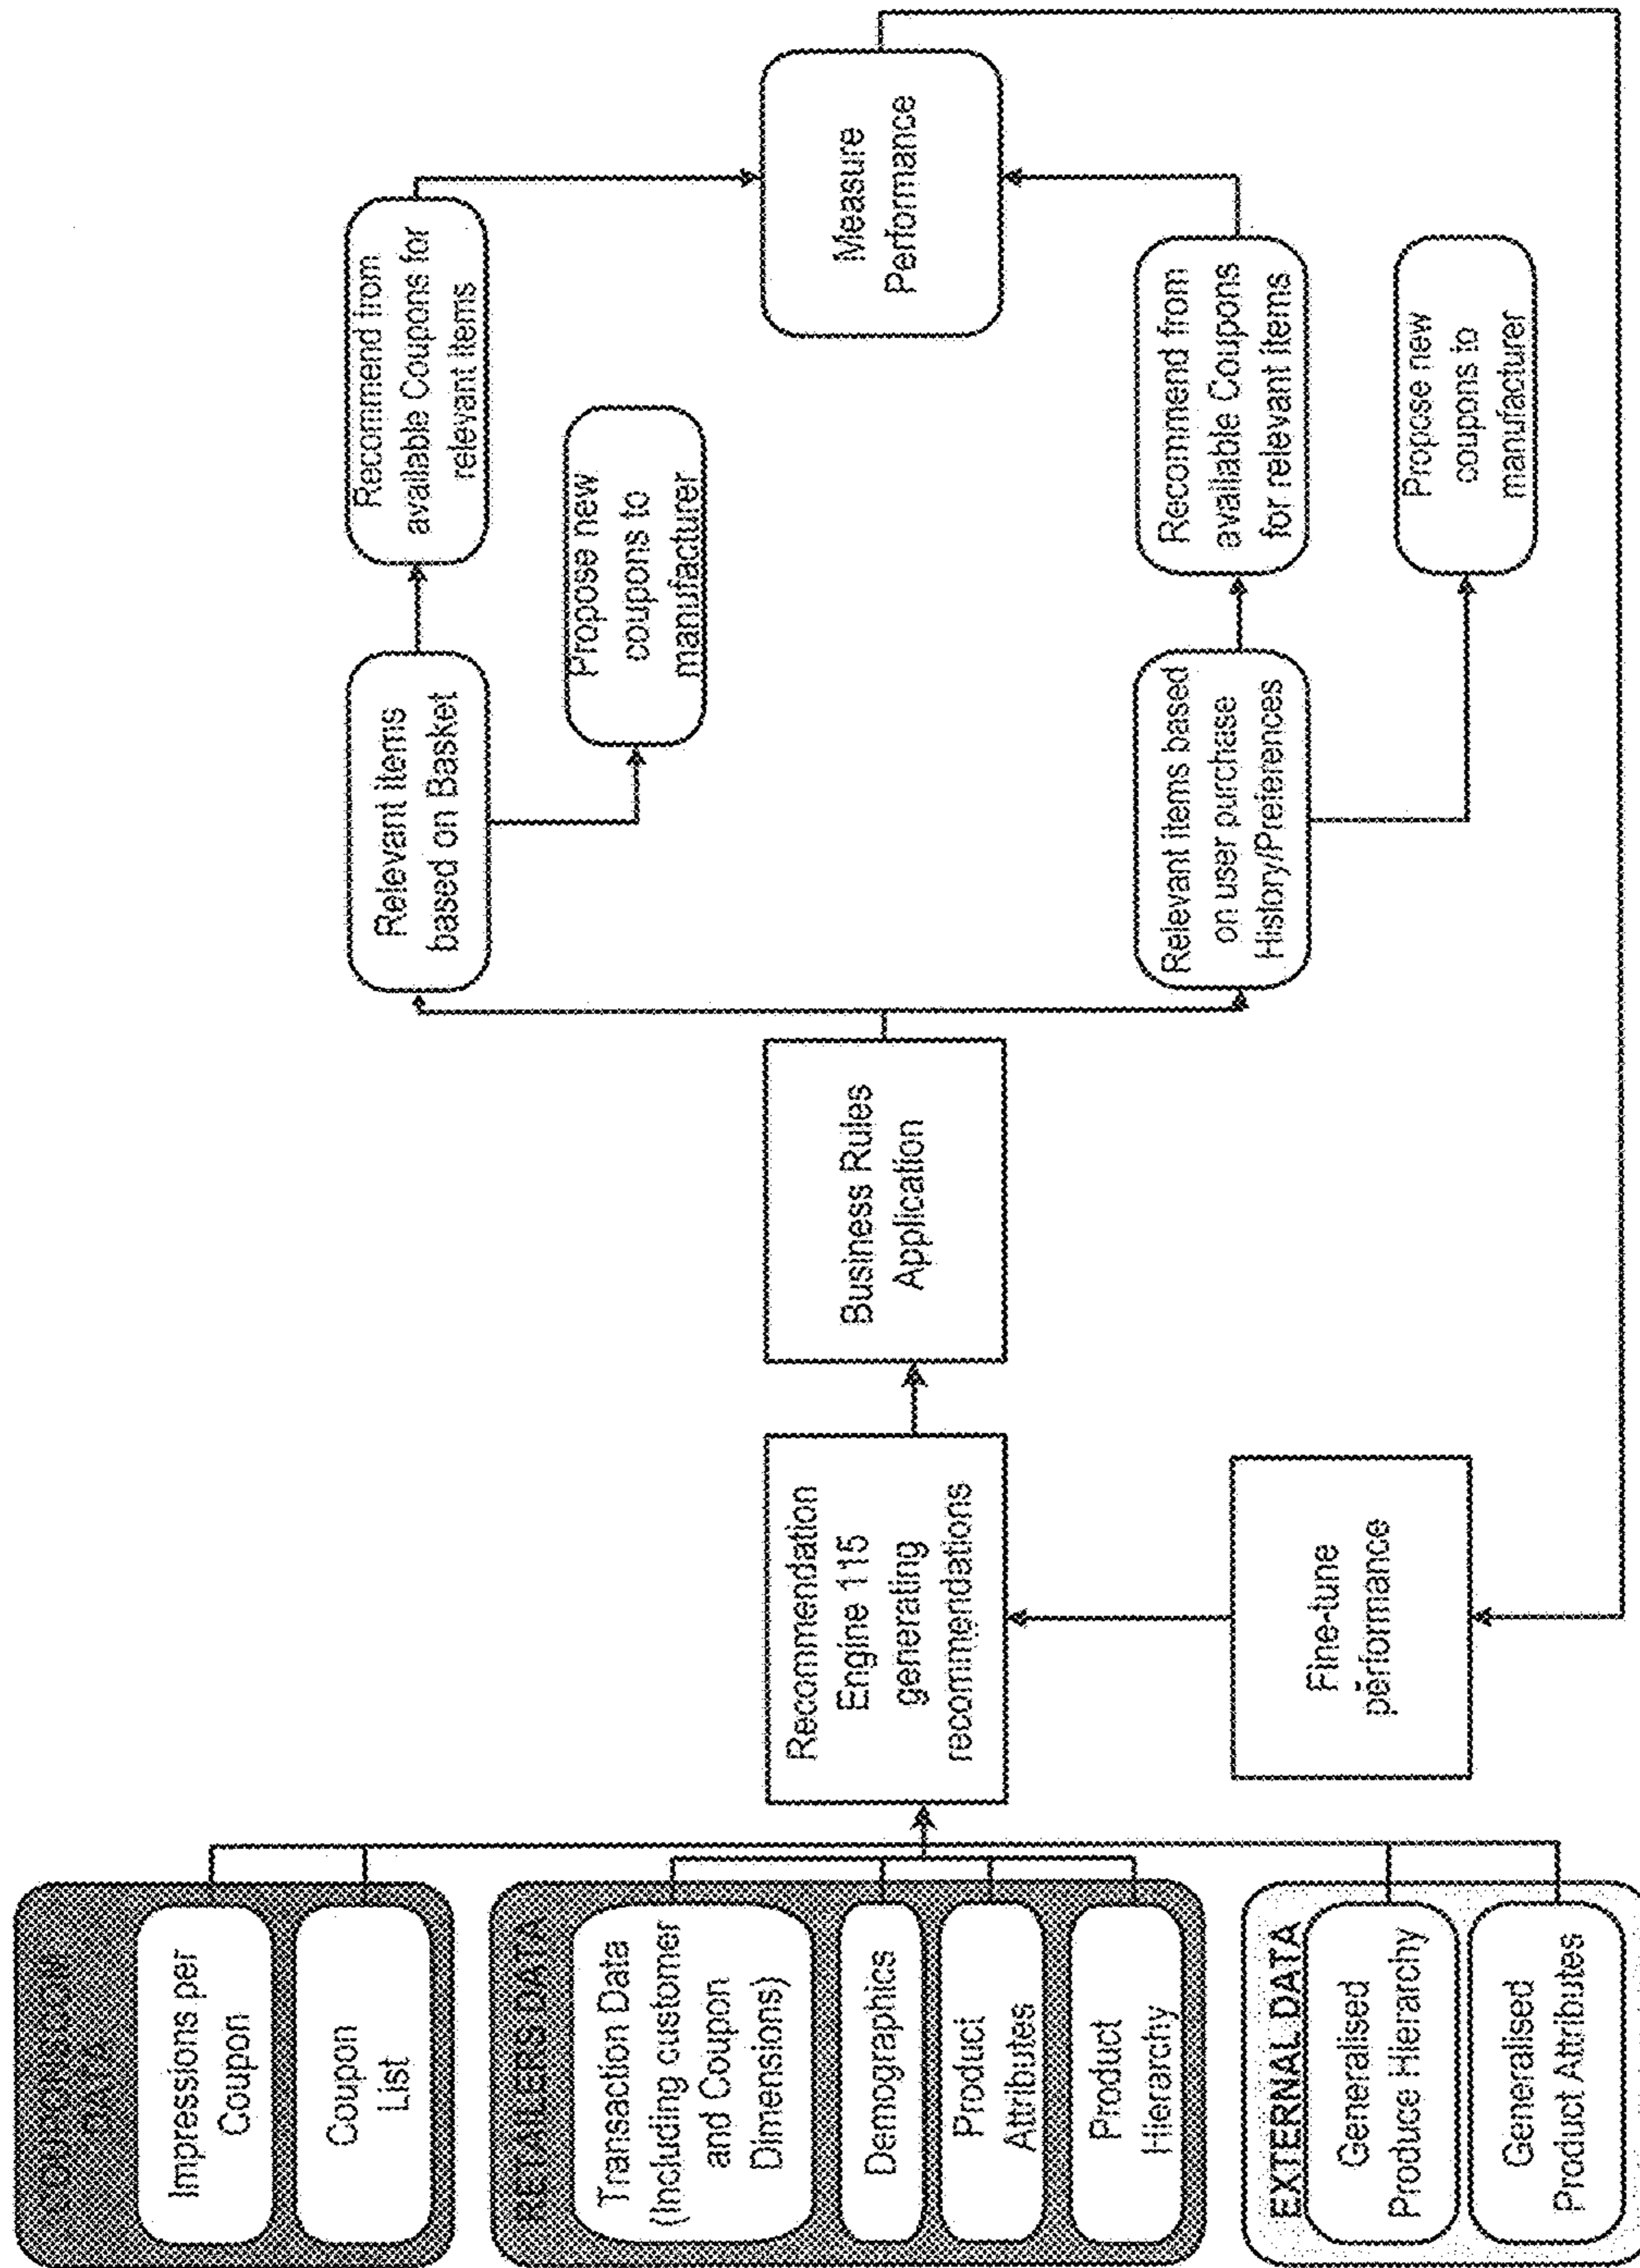 DATA
Impressions per
Coupon
Coupon
List
RETAILERS DATA
Transaction Data
(Including customer
and Coupon
Dimensions)
Demographics
Product
Attributes
Product
Hierarchy
EXTERNAL DATA
Generalised
Produce Hierarchy
Generalised
Product Attributes
Recommendation
Engine 115
generating
recommendations
Fine-tune
performance
Business Rules
Application
Relevant items
based on Basket
Relevant items based
on user purchase
History/Preferences
Propose new
coupons to
manufacturer
Recommend from
available Coupons for
relevant items
Recommend from
available Coupons
for relevant items
Propose new
coupons to
manufacturer
Measure
Performance